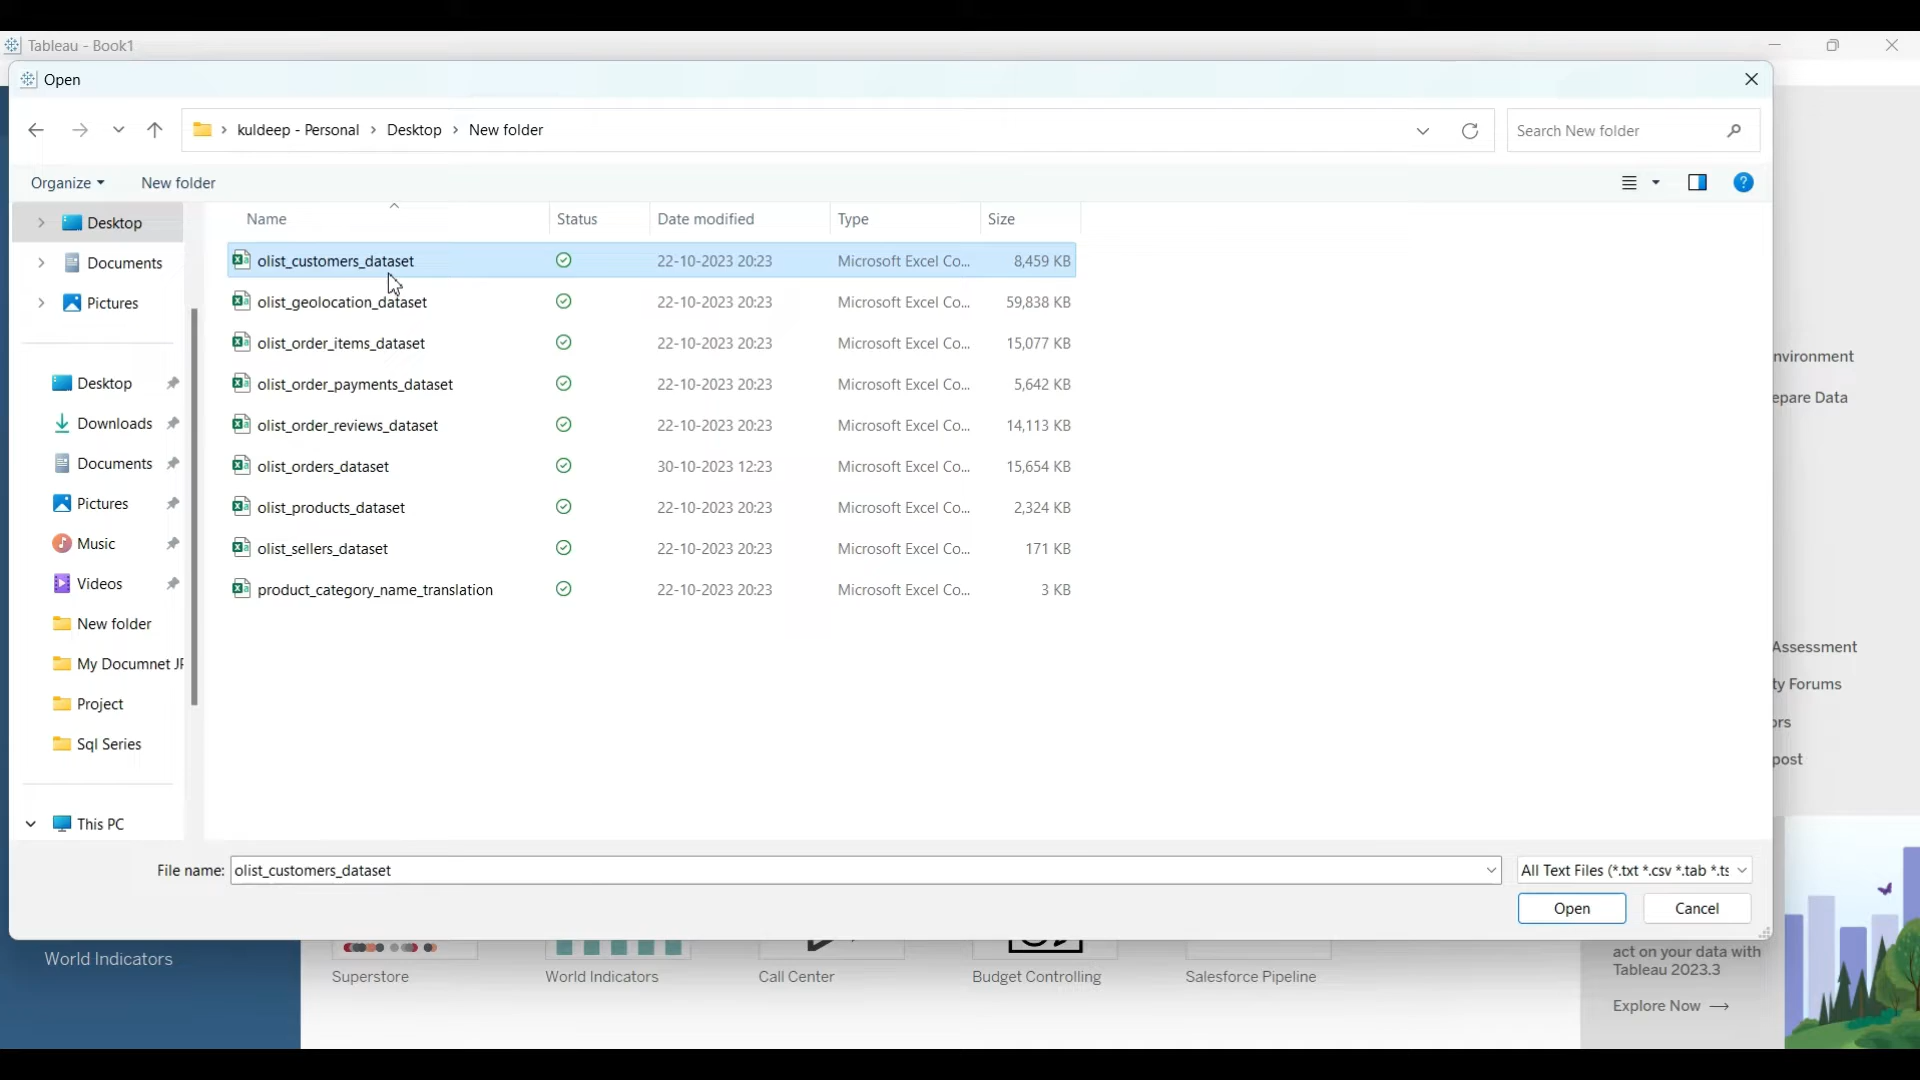 Tableau - Book1
Open
kuldeep - Personal > Desktop > New folder
Search New folder
Organize
New folder
Name Status Date modified Type Size
Desktop
Documents
Pictures
Desktop
Downloads
Documents
Pictures
Music
Videos
New folder
My Documnet JF
Project
Sql Series
This PC
olist_customers_dataset 22-10-2023 20:23 Microsoft Excel Co... 8,459 KB
olist_geolocation_dataset 22-10-2023 20:23 Microsoft Excel Co... 59,838 KB
olist_order_items_dataset 22-10-2023 20:23 Microsoft Excel Co... 15,077 KB
olist_order_payments_dataset 22-10-2023 20:23 Microsoft Excel Co... 5,642 KB
olist_order_reviews_dataset 22-10-2023 20:23 Microsoft Excel Co... 14,113 KB
olist_orders_dataset 30-10-2023 12:23 Microsoft Excel Co... 15,654 KB
olist_products_dataset 22-10-2023 20:23 Microsoft Excel Co... 2,324 KB
olist_sellers_dataset 22-10-2023 20:23 Microsoft Excel Co... 171 KB
product_category_name_translation 22-10-2023 20:23 Microsoft Excel Co... 3 KB
File name: olist_customers_dataset
All Text Files (*.txt *.csv *.tab *.ts
Open
Cancel
nvironment
epare Data
Assessment
ty Forums
ors
post
World Indicators
Superstore
World Indicators
Call Center
Budget Controlling
Salesforce Pipeline
act on your data with
Tableau 2023.3
Explore Now →